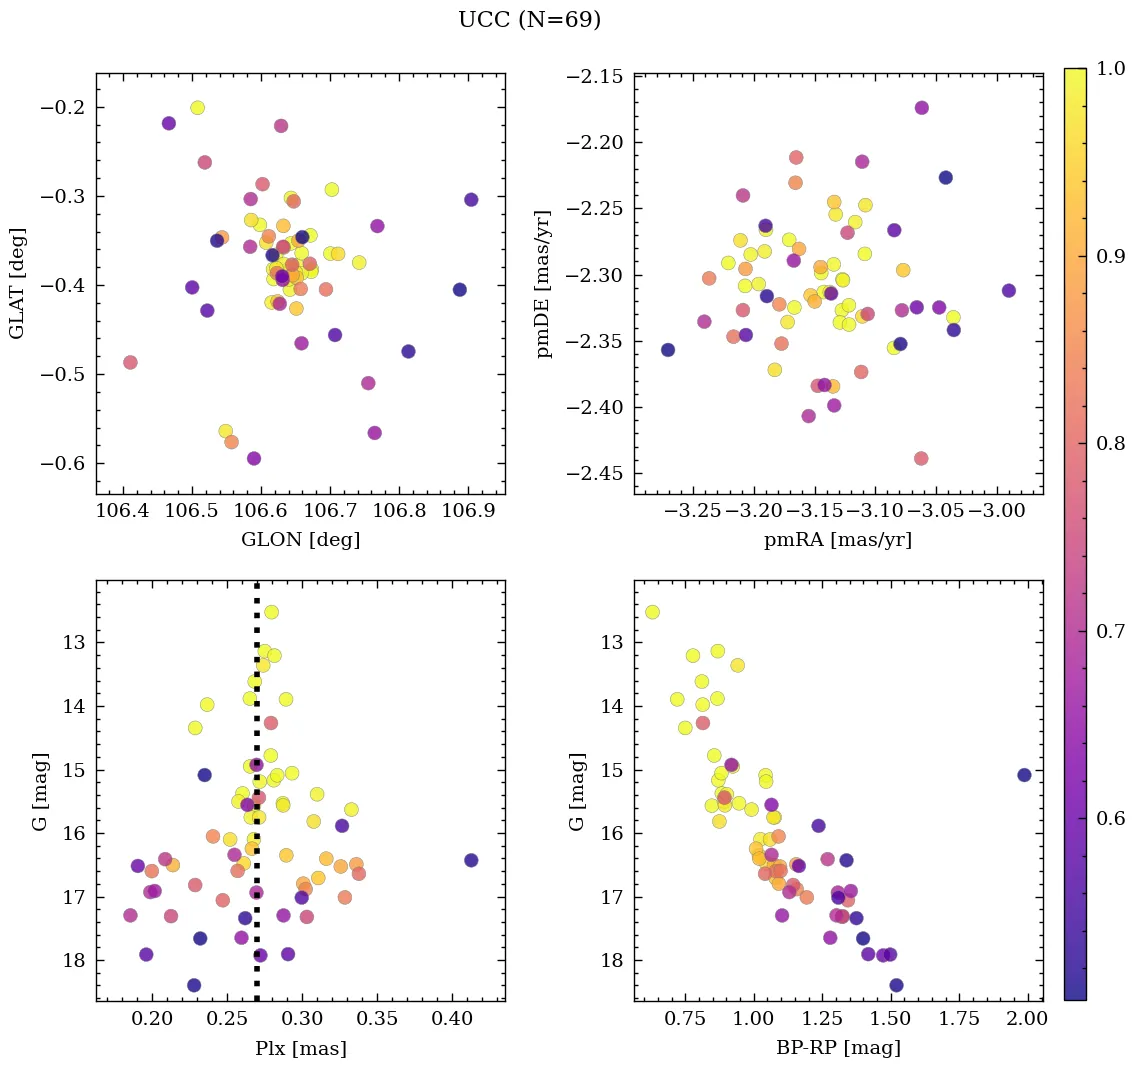 UCC (N=69)
−0.2
−0.3
−0.4
−0.5
−0.6
GLAT [deg]
106.4 106.5 106.6 106.7 106.8 106.9
GLON [deg]
−2.15
−2.20
−2.25
−2.30
−2.35
−2.40
−2.45
pmDE [mas/yr]
−3.25 −3.20 −3.15 −3.10 −3.05 −3.00
pmRA [mas/yr]
13
14
15
16
17
18
G [mag]
0.20 0.25 0.30 0.35 0.40
Plx [mas]
13
14
15
16
17
18
G [mag]
0.75 1.00 1.25 1.50 1.75 2.00
BP-RP [mag]
1.0
0.9
0.8
0.7
0.6